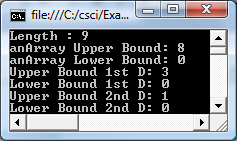 file:///C:/csci/Exa...
Length : 9
anArray Upper Bound: 8
anArray Lower Bound: 0
Upper Bound 1st D: 3
Lower Bound 1st D: 0
Upper Bound 2nd D: 1
Lower Bound 2nd D: 0